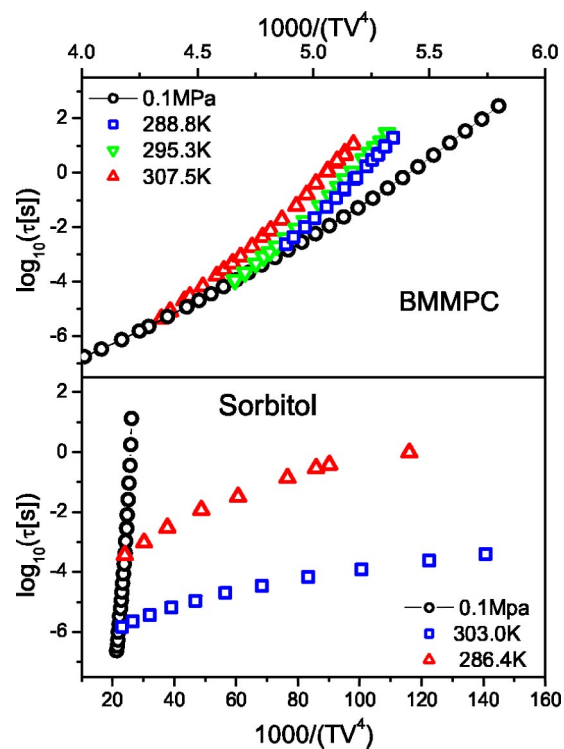 1000/(TV⁴)
4.0 4.5 5.0 5.5 6.0
0.1MPa
288.8K
295.3K
307.5K
2
0
-2
-4
-6
log₁₀(τ[s])
BMMPC
Sorbitol
2
0
-2
-4
-6
log₁₀(τ[s])
0.1Mpa
303.0K
286.4K
20 40 60 80 100 120 140 160
1000/(TV⁴)